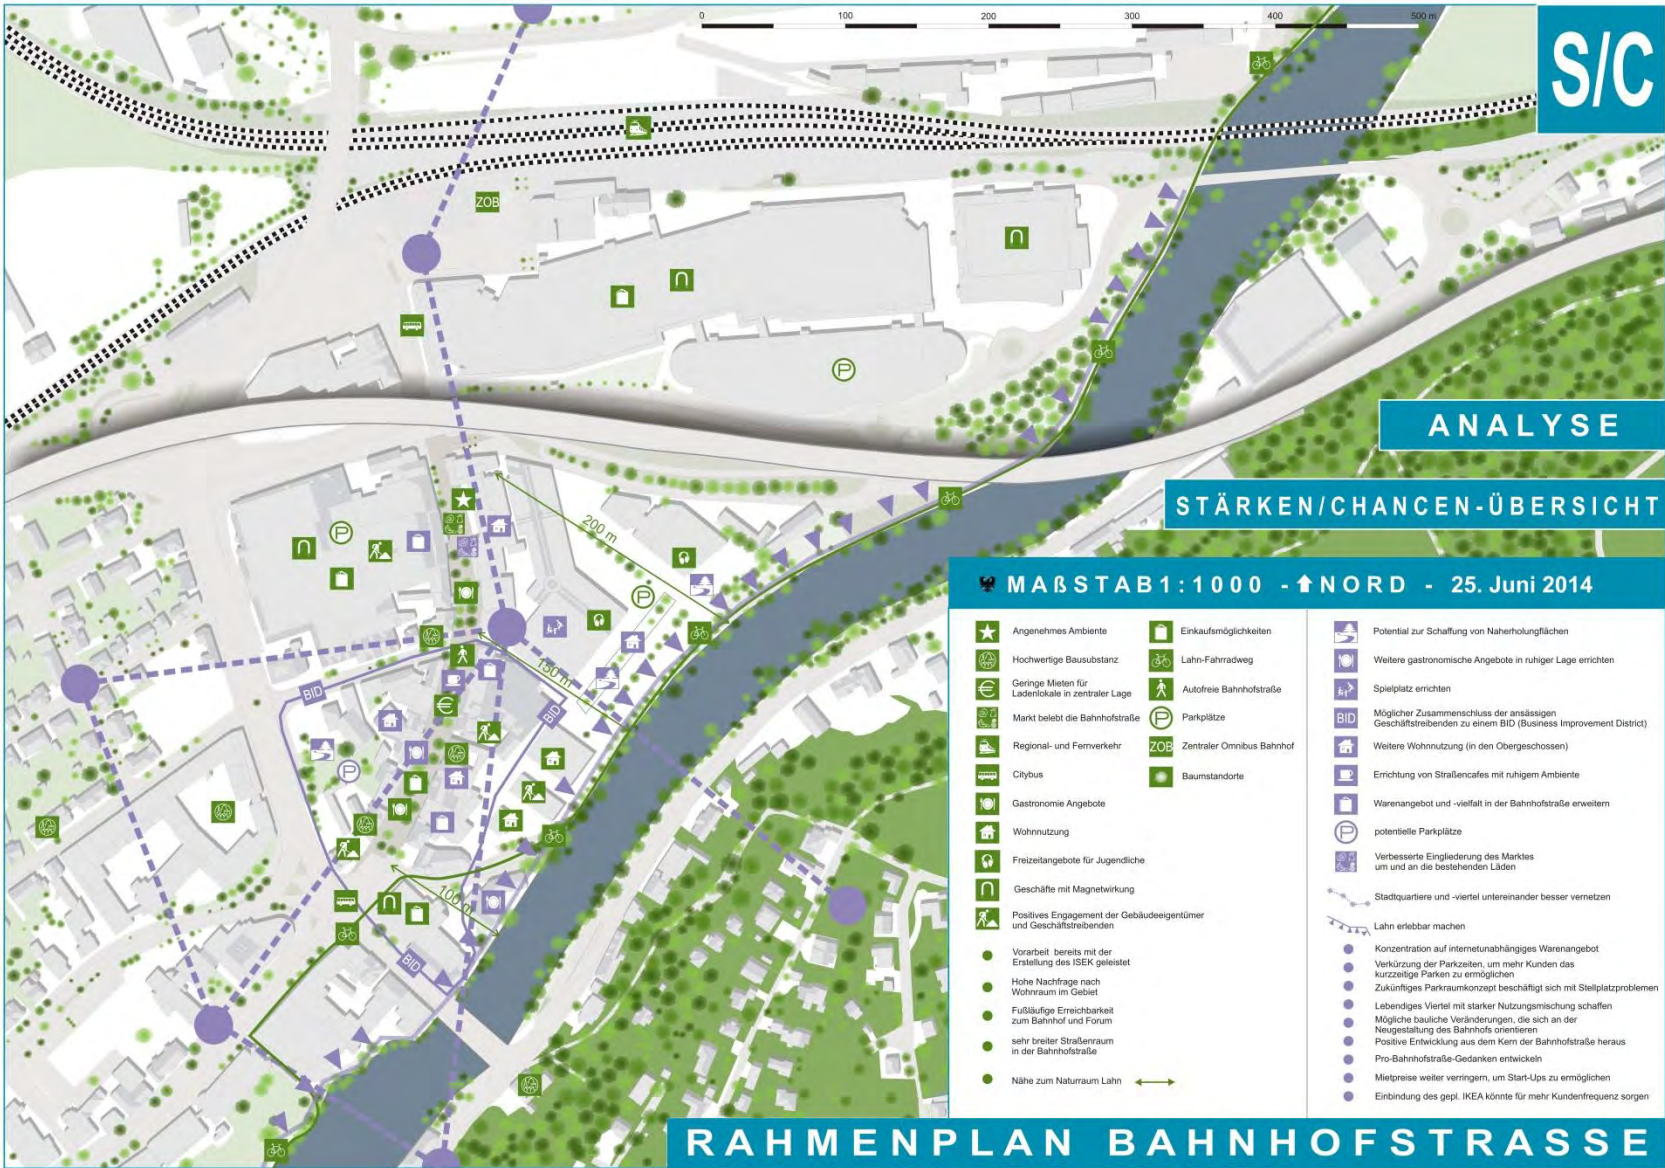 0 100 200 300 400 500 m
S/C
ZOB
P
ANALYSE
STÄRKEN/CHANCEN-ÜBERSICHT
200 m
P
P
150 m
BID
BID
P
100 m
BID
MAßSTAB1:1000 - NORD - 25. Juni 2014
Angenehmes Ambiente
Hochwertige Bausubstanz
Geringe Mieten für
Ladenlokale in zentraler Lage
Markt belebt die Bahnhofstraße
Regional- und Fernverkehr
Citybus
Gastronomie Angebote
Wohnnutzung
Freizeitangebote für Jugendliche
Geschäfte mit Magnetwirkung
Positives Engagement der Gebäudeeigentümer
und Geschäftstreibenden
Vorarbeit bereits mit der
Erstellung des ISEK geleistet
Hohe Nachfrage nach
Wohnraum im Gebiet
Fußläufige Erreichbarkeit
zum Bahnhof und Forum
sehr breiter Straßenraum
in der Bahnhofstraße
Nähe zum Naturraum Lahn
Einkaufsmöglichkeiten
Lahn-Fahrradweg
Autofreie Bahnhofstraße
P Parkplätze
ZOB Zentraler Omnibus Bahnhof
Baumstandorte
Potential zur Schaffung von Naherholungflächen
Weitere gastronomische Angebote in ruhiger Lage errichten
Spielplatz errichten
BID Möglicher Zusammenschluss der ansässigen
Geschäftstreibenden zu einem BID (Business Improvement District)
Weitere Wohnnutzung (in den Obergeschossen)
Errichtung von Straßencafes mit ruhigem Ambiente
Warenangebot und -vielfalt in der Bahnhofstraße erweitern
P potentielle Parkplätze
Verbesserte Eingliederung des Marktes
um und an die bestehenden Läden
Stadtquartiere und -viertel untereinander besser vernetzen
Lahn erlebbar machen
Konzentration auf internetunabhängiges Warenangebot
Verkürzung der Parkzeiten, um mehr Kunden das
kurzzeitige Parken zu ermöglichen
Zukünftiges Parkraumkonzept beschäftigt sich mit Stellplatzproblemen
Lebendiges Viertel mit starker Nutzungsmischung schaffen
Mögliche bauliche Veränderungen, die sich an der
Neugestaltung des Bahnhofs orientieren
Positive Entwicklung aus dem Kern der Bahnhofstraße heraus
Pro-Bahnhofstraße-Gedanken entwickeln
Mietpreise weiter verringern, um Start-Ups zu ermöglichen
Einbindung des gepl. IKEA könnte für mehr Kundenfrequenz sorgen
RAHMENPLAN BAHNHOFSTRASSE